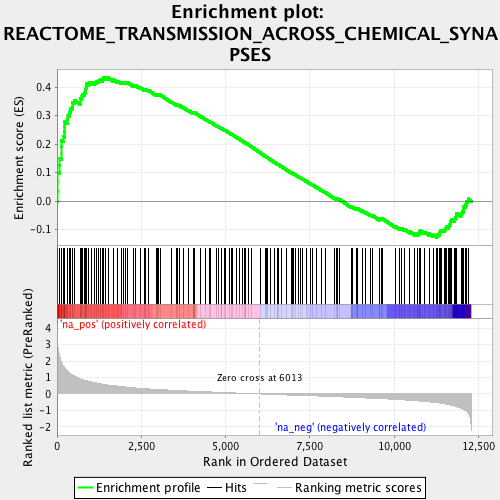 Enrichment plot:
REACTOME_TRANSMISSION_ACROSS_CHEMICAL_SYNA
PSES
Enrichment score (ES)
0.4
0.3
0.2
0.1
0.0
-0.1
'na_pos' (positively correlated)
Ranked list metric (PreRanked)
4
3
2
1
0
-1
-2
Zero cross at 6013
'na_neg' (negatively correlated)
0
2,500
5,000
7,500
10,000
12,500
Rank in Ordered Dataset
Enrichment profile
Hits
Ranking metric scores